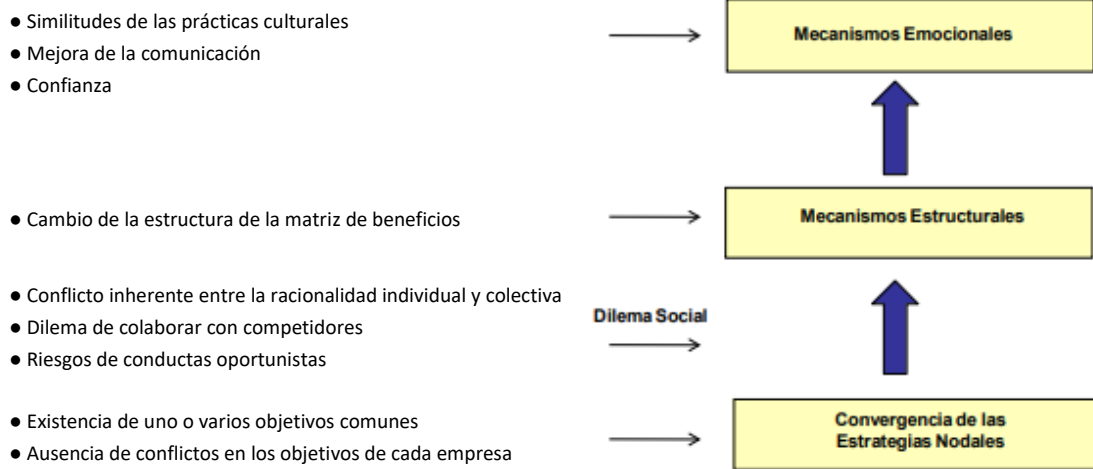 ● Similitudes de las prácticas culturales
● Mejora de la comunicación
● Confianza
Mecanismos Emocionales
● Cambio de la estructura de la matriz de beneficios
Mecanismos Estructurales
● Conflicto inherente entre la racionalidad individual y colectiva
● Dilema de colaborar con competidores
● Riesgos de conductas oportunistas
Dilema Social
● Existencia de uno o varios objetivos comunes
● Ausencia de conflictos en los objetivos de cada empresa
Convergencia de las
Estrategias Nodales